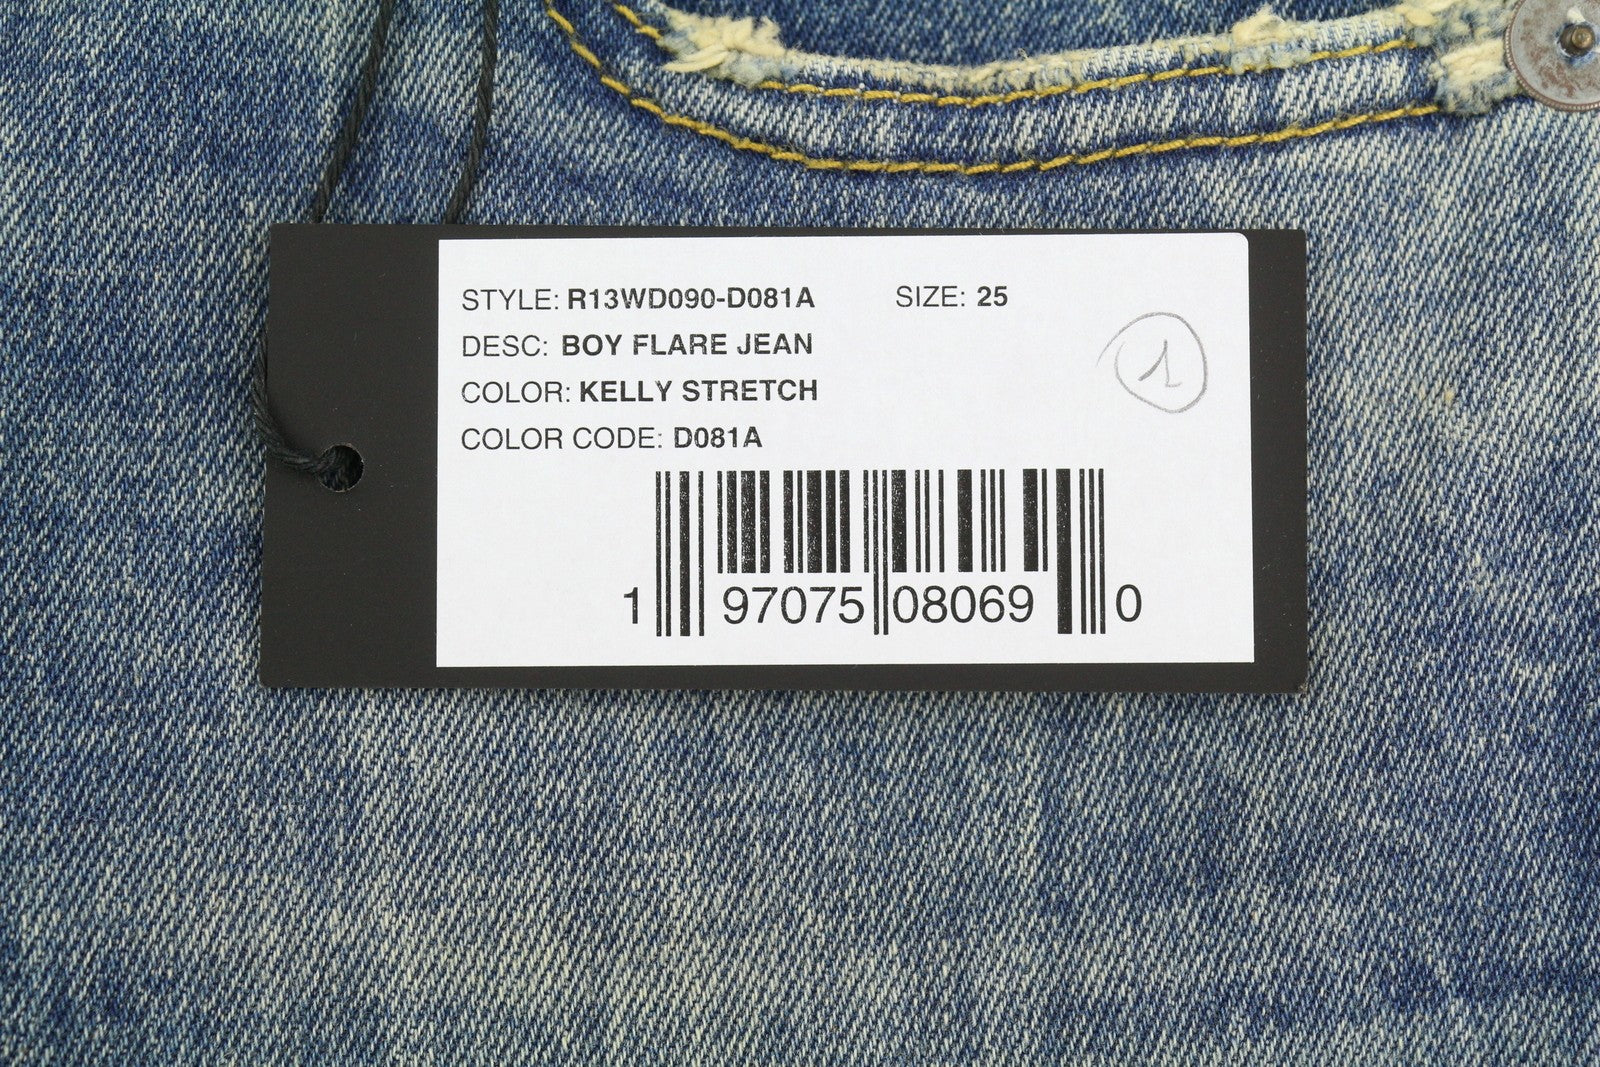 STYLE: R13WD090-D081A SIZE: 25
DESC: BOY FLARE JEAN
1
COLOR: KELLY STRETCH
COLOR CODE: D081A
1 97075 08069 0